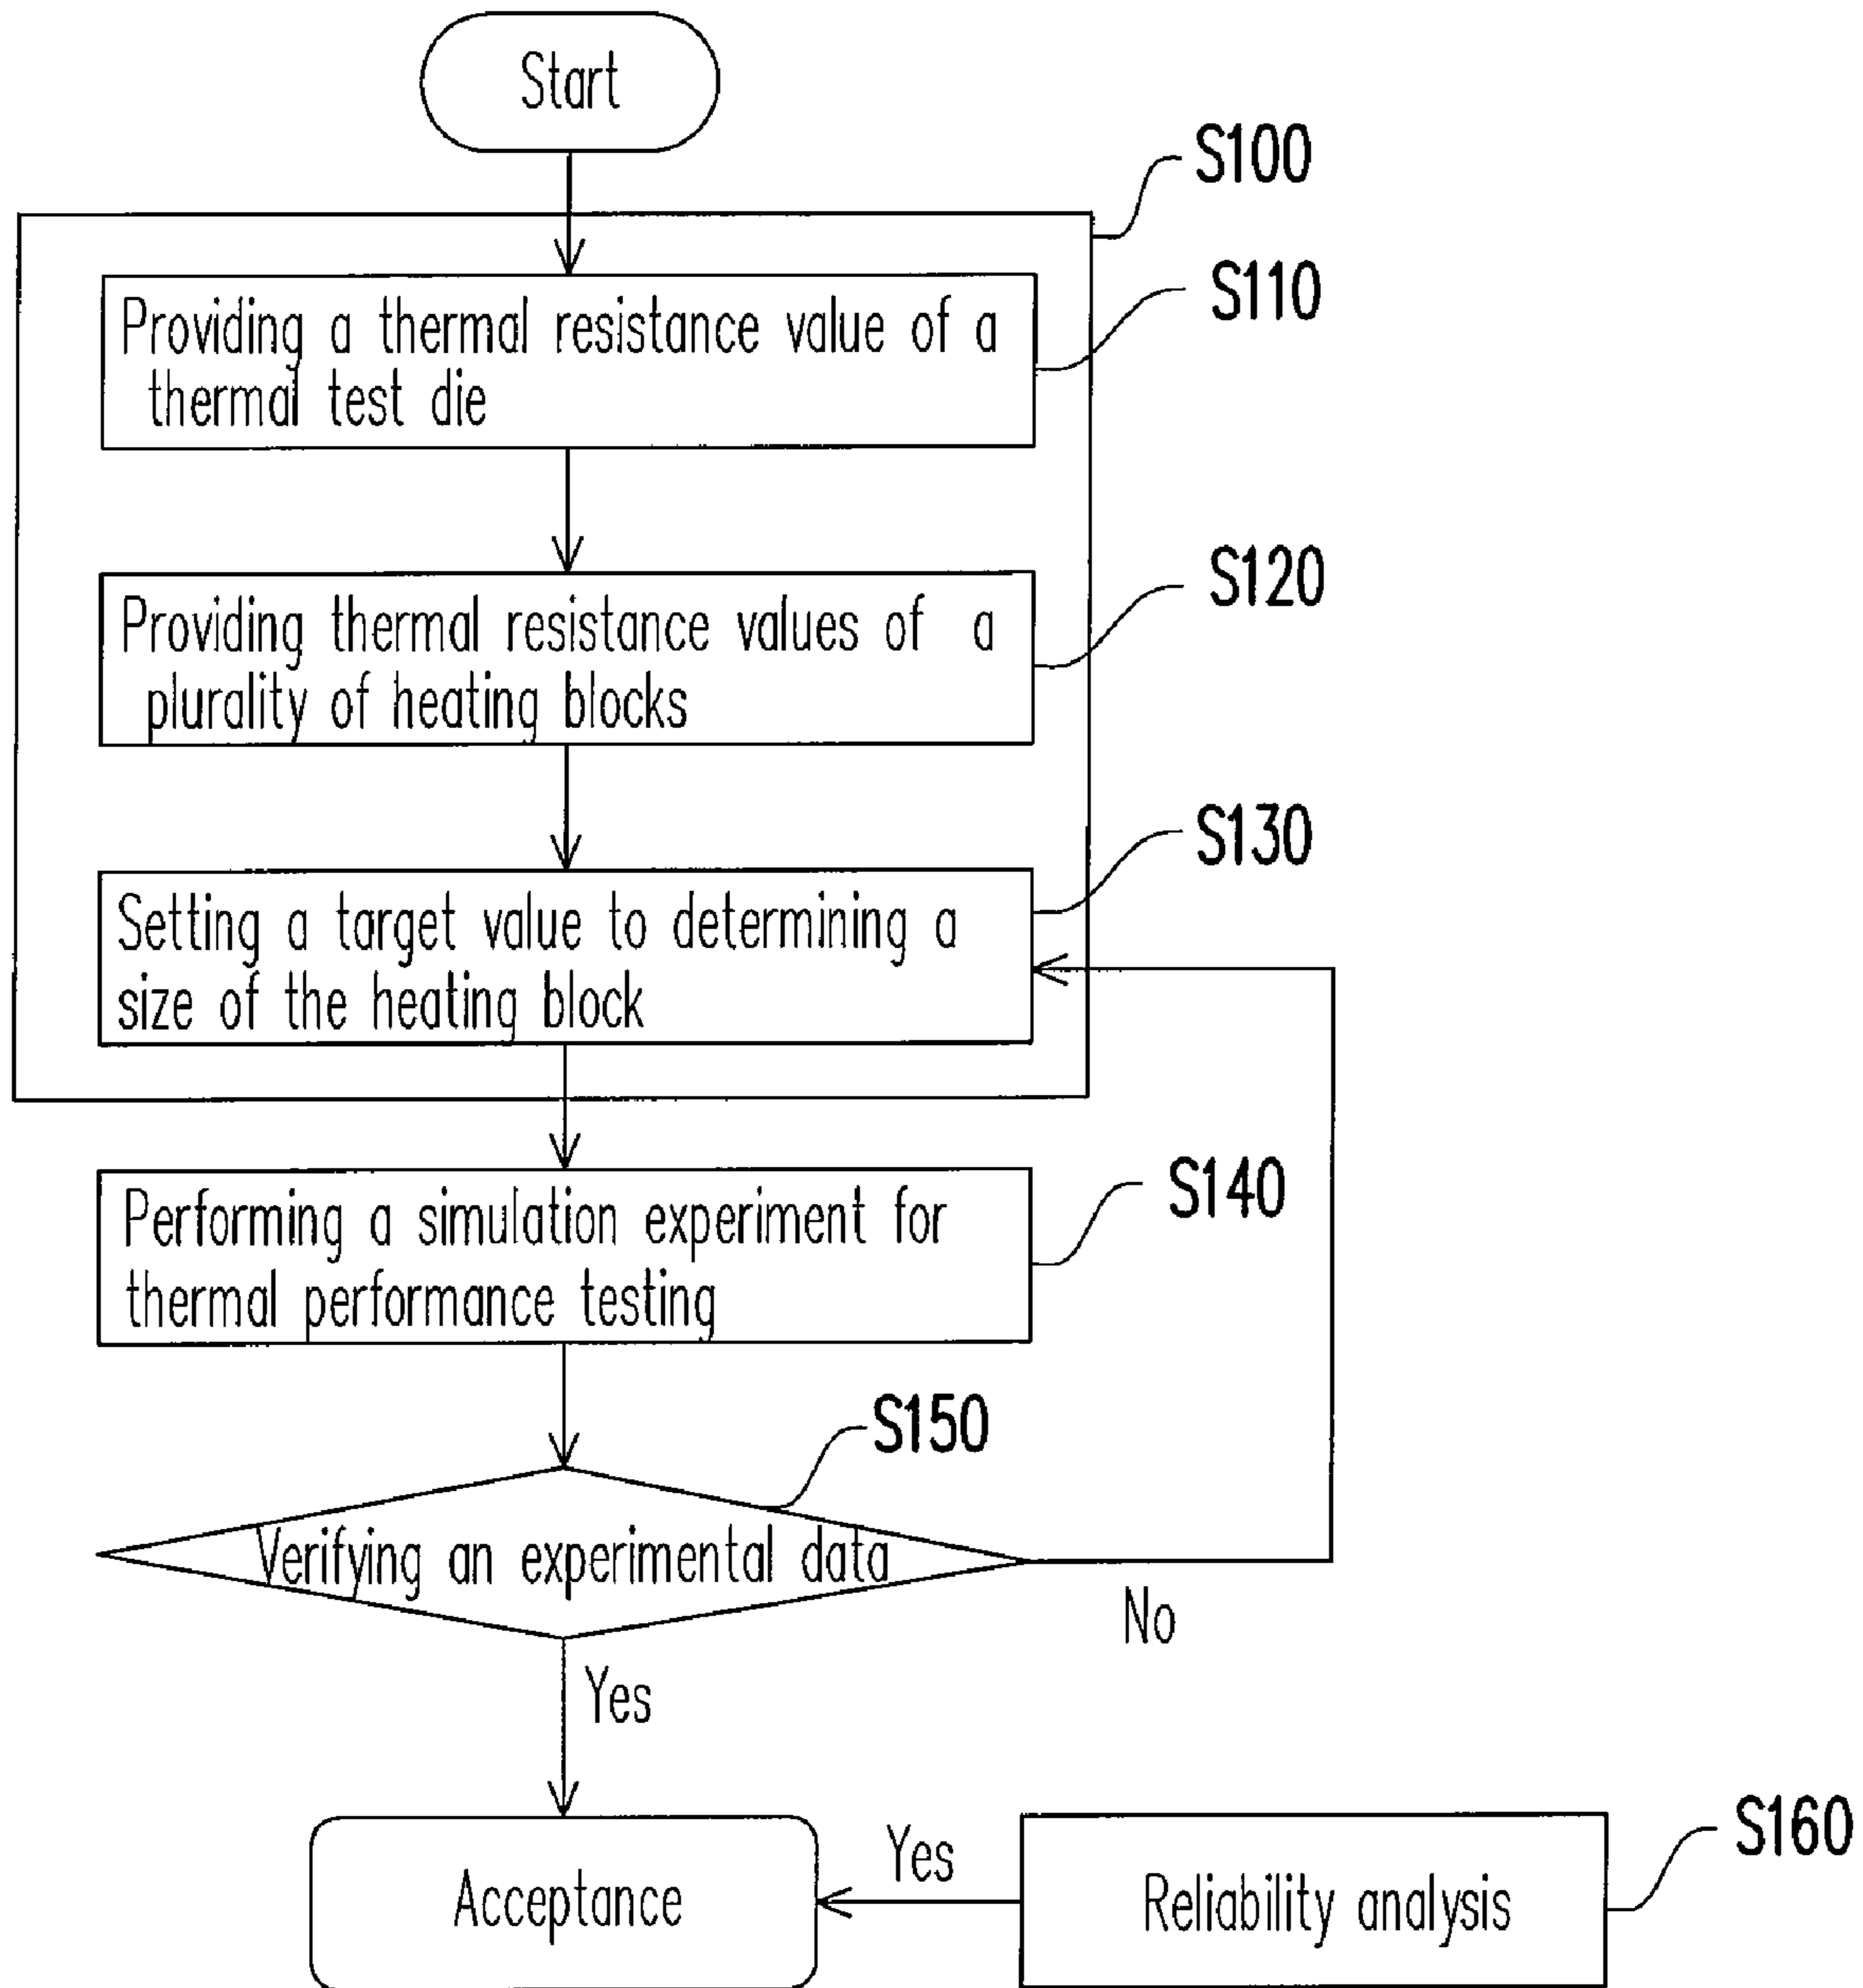 Start
S100
Providing a thermal resistance value of a
thermal test die
S110
Providing thermal resistance values of a
plurality of heating blocks
S120
Setting a target value to determining a
size of the heating block
S130
Performing a simulation experiment for
thermal performance testing
S140
S150
Verifying an experimental data
No
Yes
Acceptance
Yes
Reliability analysis
S160